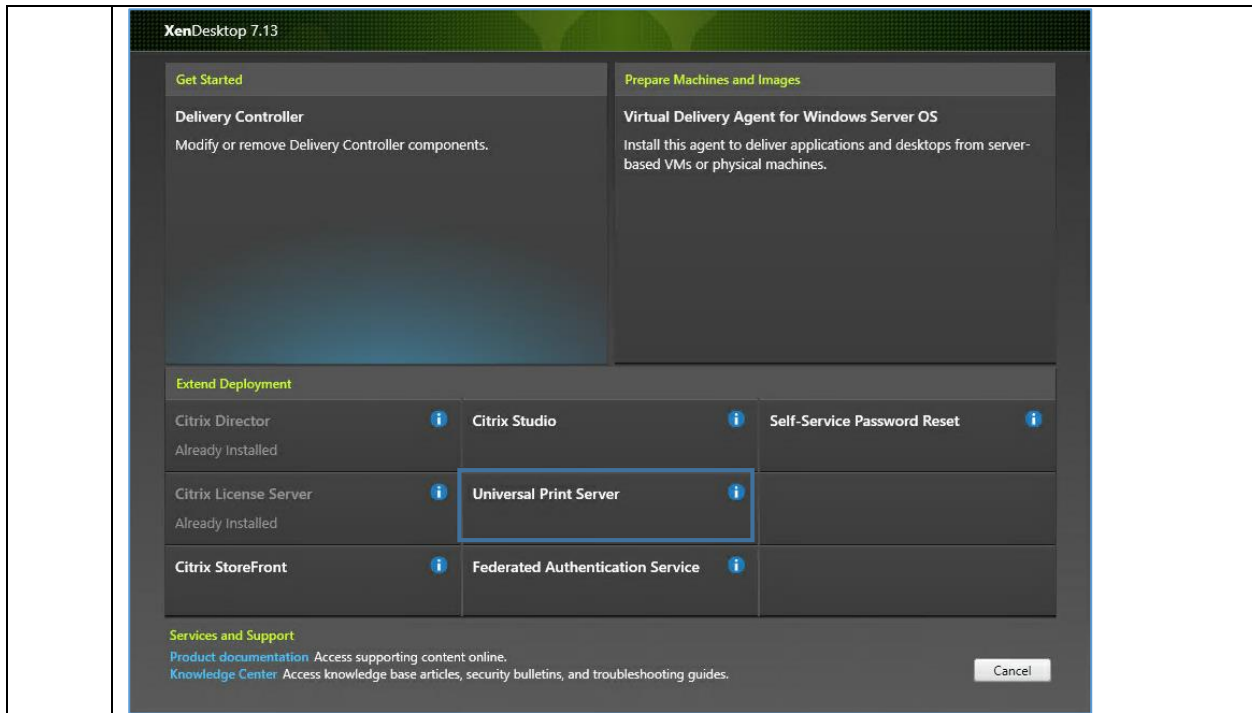 XenDesktop 7.13
Get Started
Delivery Controller
Modify or remove Delivery Controller components.
Prepare Machines and Images
Virtual Delivery Agent for Windows Server OS
Install this agent to deliver applications and desktops from server-
based VMs or physical machines.
Extend Deployment
Citrix Director
Already Installed
Citrix Studio
Self-Service Password Reset
Citrix License Server
Already Installed
Universal Print Server
Citrix StoreFront
Federated Authentication Service
Services and Support
Product documentation Access supporting content online.
Knowledge Center Access knowledge base articles, security bulletins, and troubleshooting guides.
Cancel